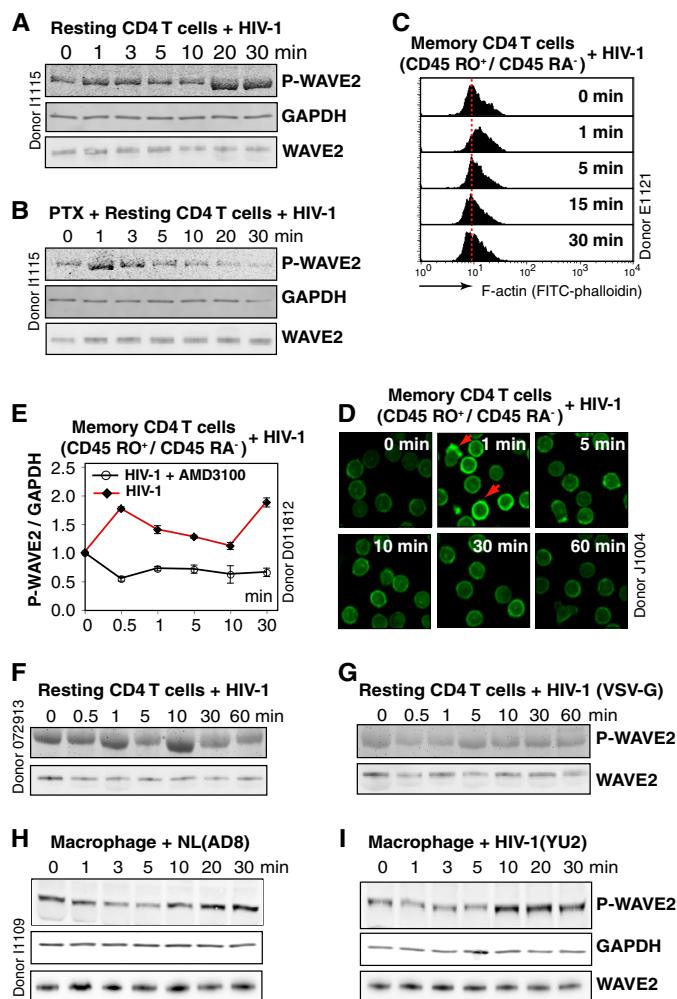 A
Resting CD4 T cells + HIV-1
0 1 3 5 10 20 30 min
P-WAVE2
GAPDH
WAVE2
Donor I1115
B
PTX + Resting CD4 T cells + HIV-1
0 1 3 5 10 20 30 min
P-WAVE2
GAPDH
WAVE2
Donor I1115
C
Memory CD4 T cells
(CD45 RO+/ CD45 RA-) + HIV-1
0 min
1 min
5 min
15 min
30 min
10^0 10^1 10^2 10^3 10^4
F-actin (FITC-phalloidin)
Donor E1121
E
Memory CD4 T cells
(CD45 RO+/ CD45 RA-) + HIV-1
P-WAVE2 / GAPDH
2.5
2.0
1.5
1.0
0.5
0.0
HIV-1 + AMD3100
HIV-1
min
0 0.5 1 5 10 30
Donor D011812
D
Memory CD4 T cells
(CD45 RO+/ CD45 RA-) + HIV-1
0 min 1 min 5 min
10 min 30 min 60 min
Donor J1004
F
Resting CD4 T cells + HIV-1
0 0.5 1 5 10 30 60 min
Donor 072913
G
Resting CD4 T cells + HIV-1 (VSV-G)
0 0.5 1 5 10 30 60 min
P-WAVE2
WAVE2
H
Macrophage + NL(AD8)
0 1 3 5 10 20 30 min
Donor I1109
I
Macrophage + HIV-1(YU2)
0 1 3 5 10 20 30 min
P-WAVE2
GAPDH
WAVE2